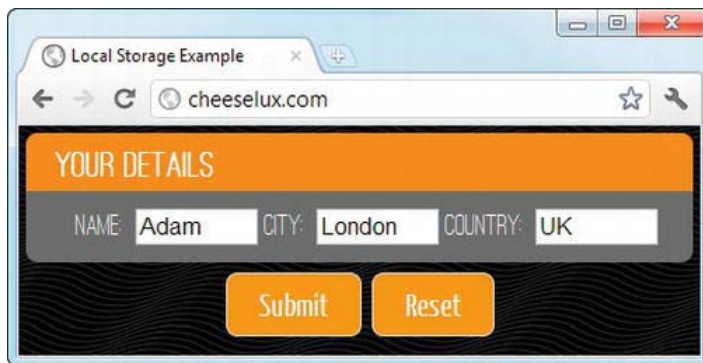 Local Storage Example
cheeselux.com
YOUR DETAILS
NAME: Adam CITY: London COUNTRY: UK
Submit Reset